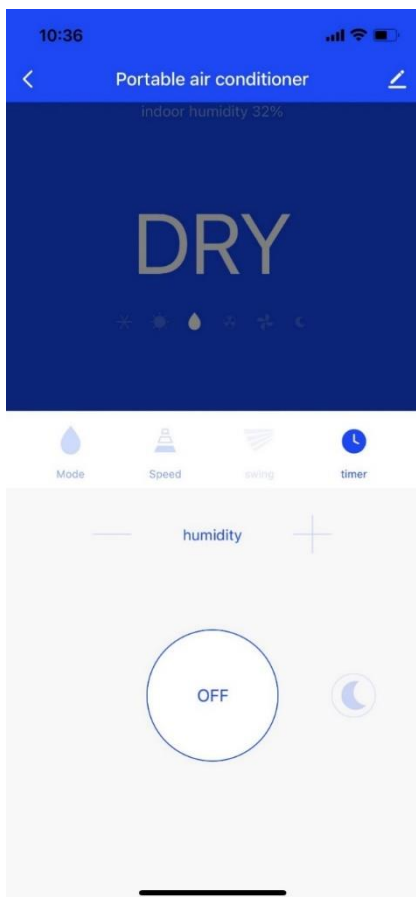 10:36
Portable air conditioner
indoor humidity 32%
DRY
Mode Speed swing timer
humidity
OFF